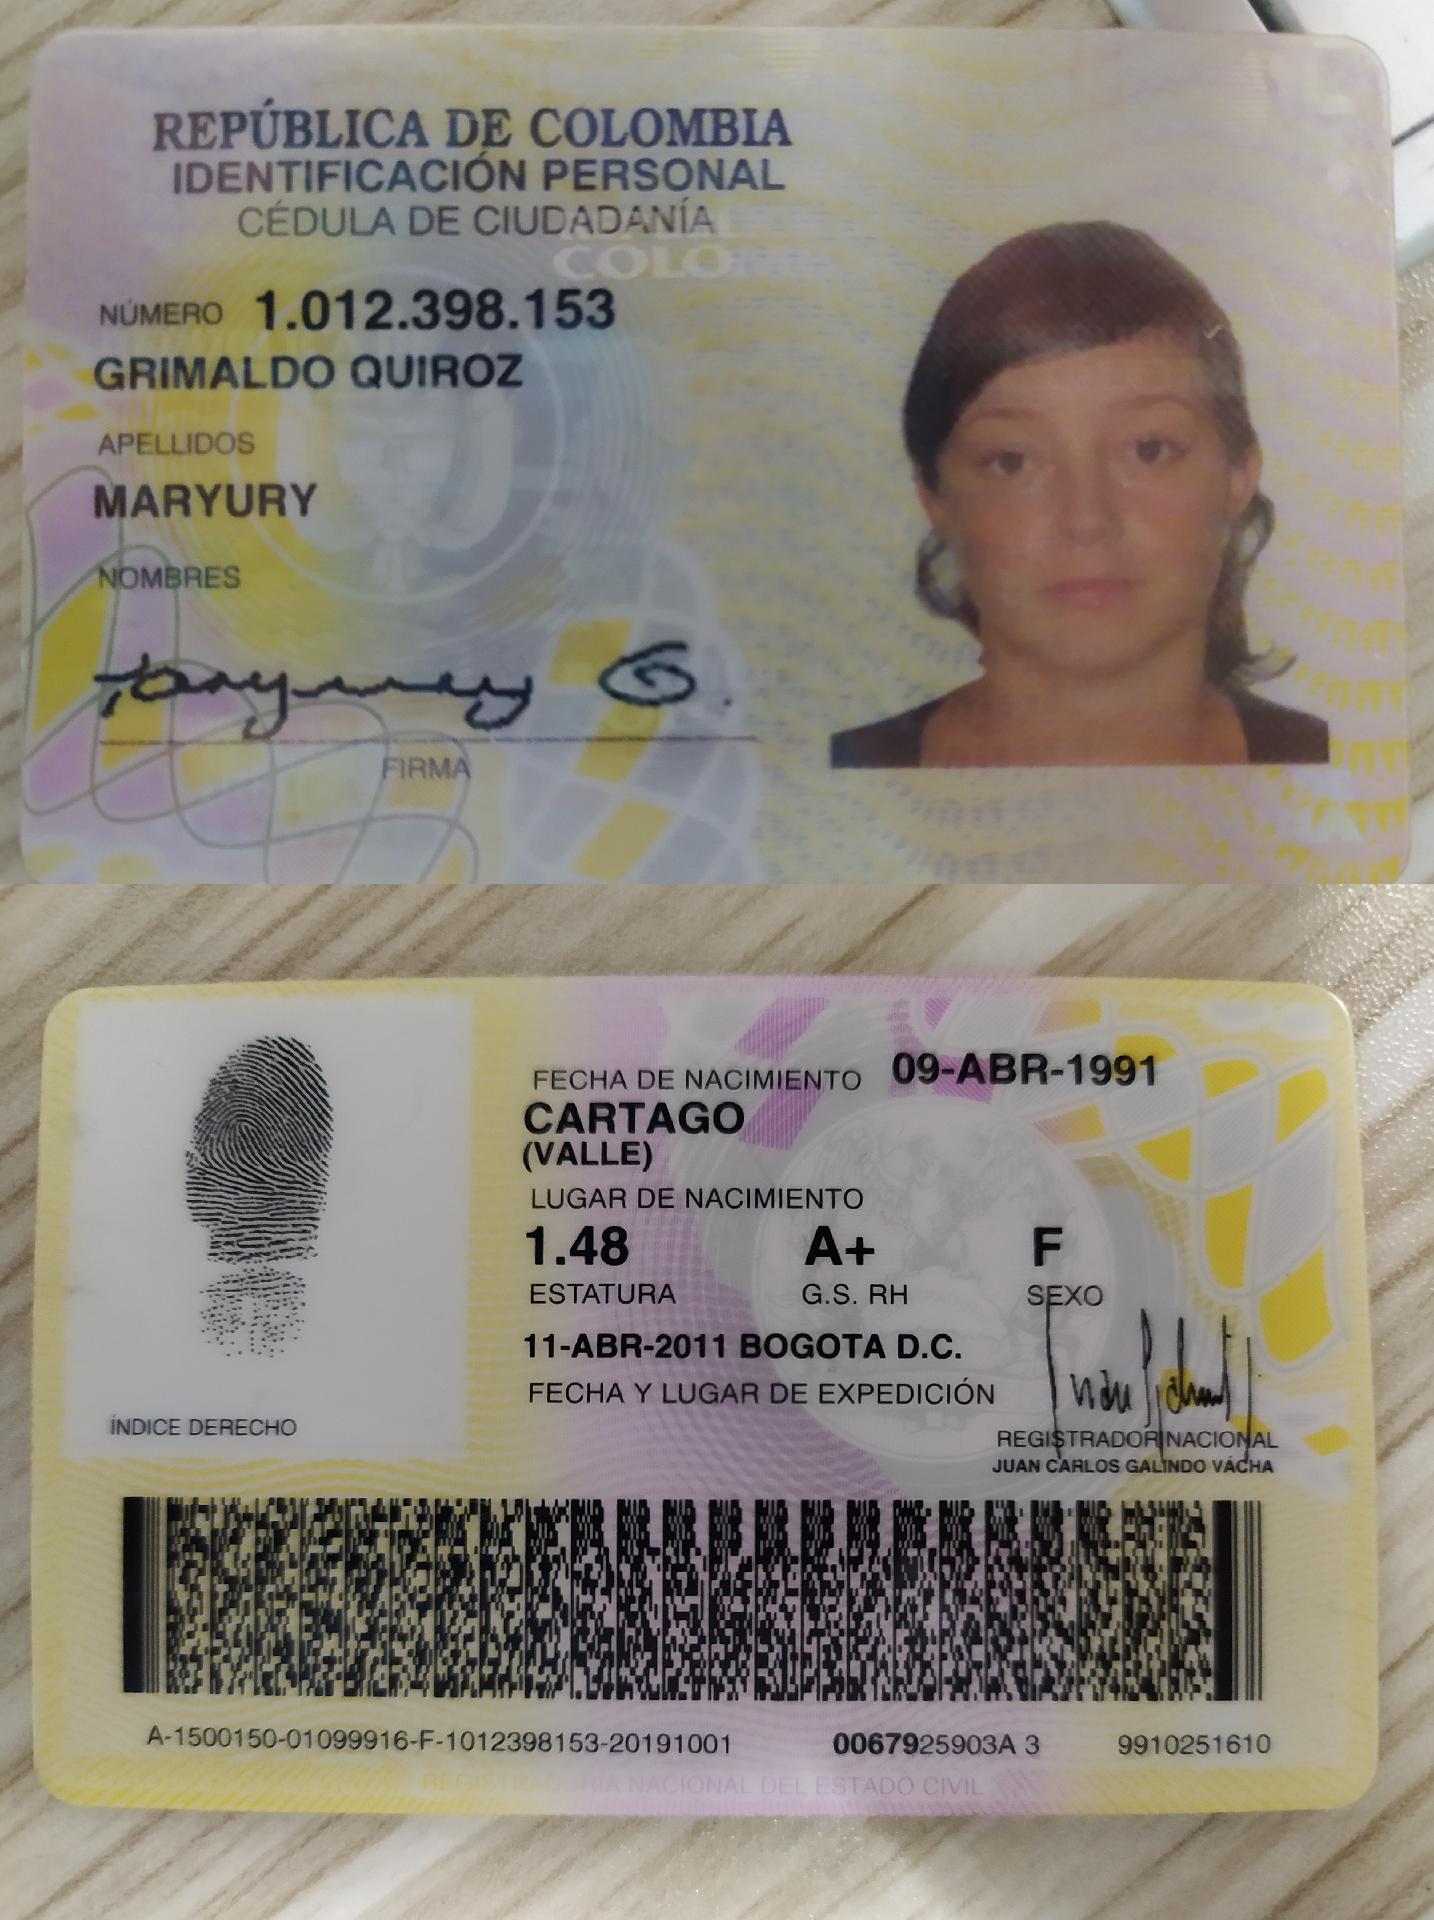 REPÚBLICA DE COLOMBIA
IDENTIFICACIÓN PERSONAL
CÉDULA DE CIUDADANÍA
COLO
NÚMERO 1.012.398.153
GRIMALDO QUIROZ
APELLIDOS
MARYURY
NOMBRES
FIRMA
FECHA DE NACIMIENTO 09-ABR-1991
CARTAGO
(VALLE)
LUGAR DE NACIMIENTO
1.48 A+ F
ESTATURA G.S. RH SEXO
11-ABR-2011 BOGOTA D.C.
FECHA Y LUGAR DE EXPEDICIÓN
ÍNDICE DERECHO
REGISTRADOR NACIONAL
JUAN CARLOS GALINDO VÁCHA
A-1500150-01099916-F-1012398153-20191001 0067925903A 3 9910251610
REGISTRADURÍA NACIONAL DEL ESTADO CIVIL